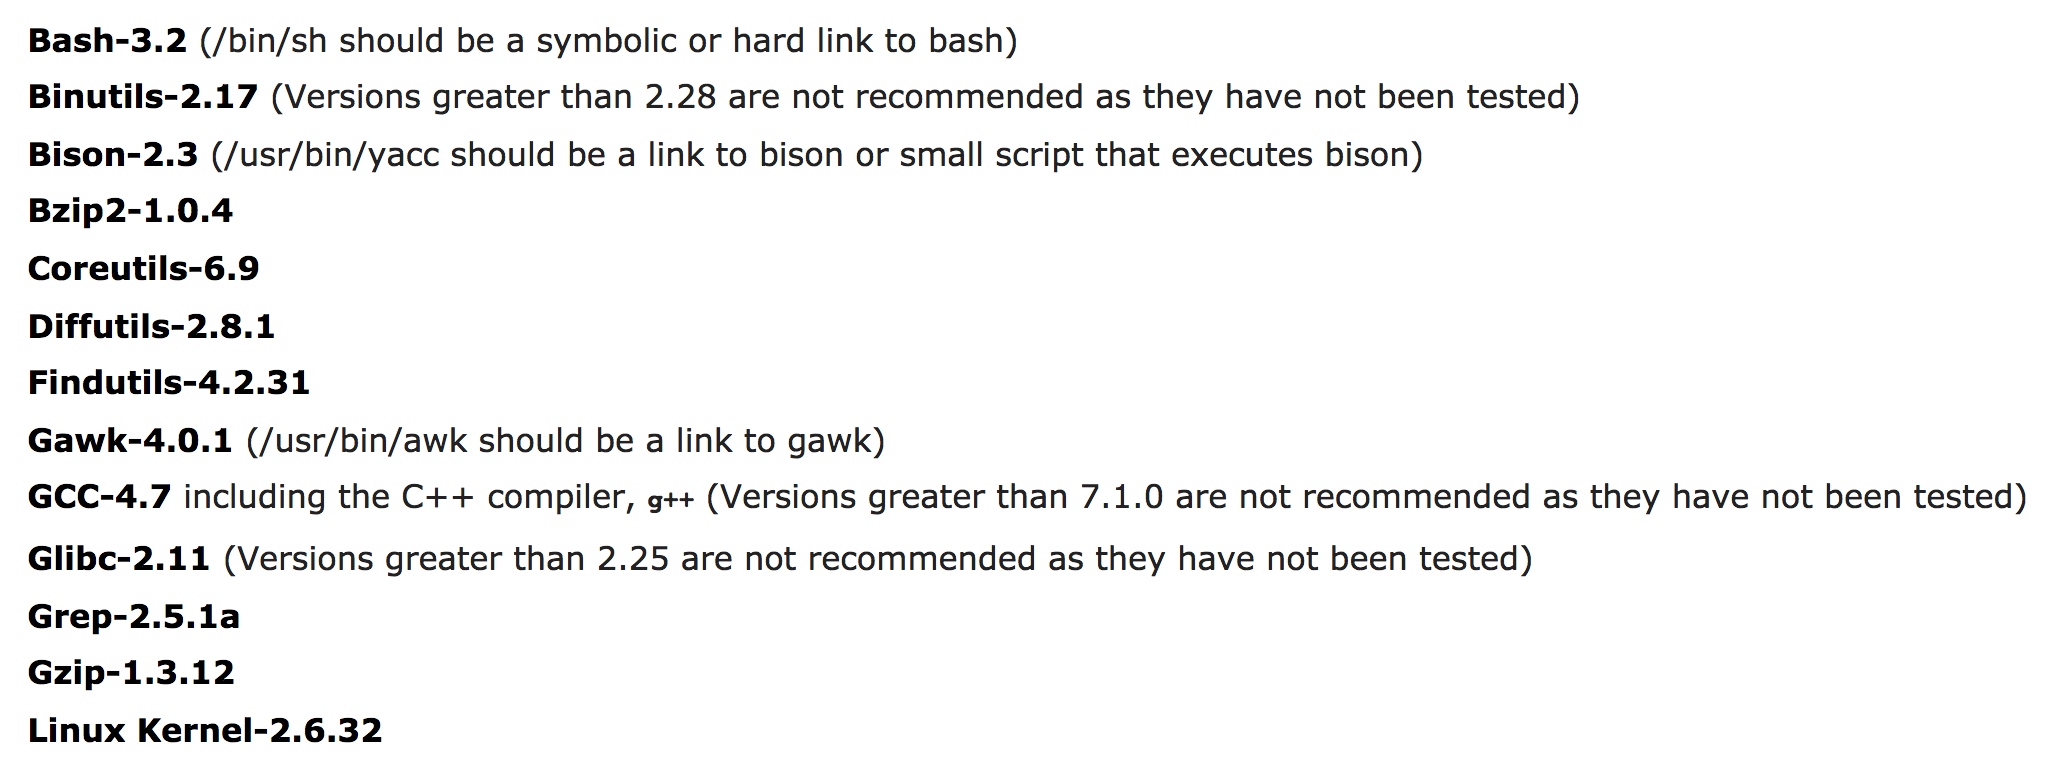 Bash-3.2 (/bin/sh should be a symbolic or hard link to bash)
Binutils-2.17 (Versions greater than 2.28 are not recommended as they have not been tested)
Bison-2.3 (/usr/bin/yacc should be a link to bison or small script that executes bison)
Bzip2-1.0.4
Coreutils-6.9
Diffutils-2.8.1
Findutils-4.2.31
Gawk-4.0.1 (/usr/bin/awk should be a link to gawk)
GCC-4.7 including the C++ compiler, g++ (Versions greater than 7.1.0 are not recommended as they have not been tested)
Glibc-2.11 (Versions greater than 2.25 are not recommended as they have not been tested)
Grep-2.5.1a
Gzip-1.3.12
Linux Kernel-2.6.32